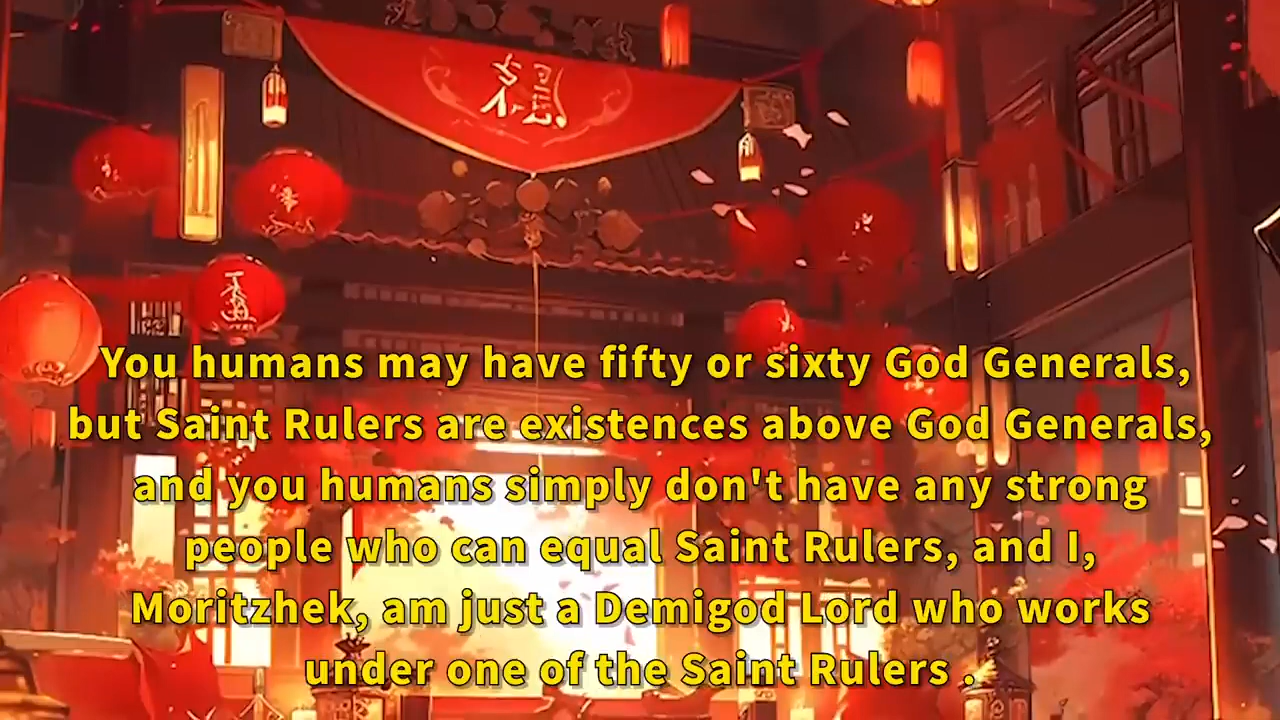 You humans may have fifty or sixty God Generals,
but Saint Rulers are existences above God Generals,
and you humans simply don't have any strong
people who can equal Saint Rulers, and I,
Moritzhek, am just a Demigod Lord who works
under one of the Saint Rulers .